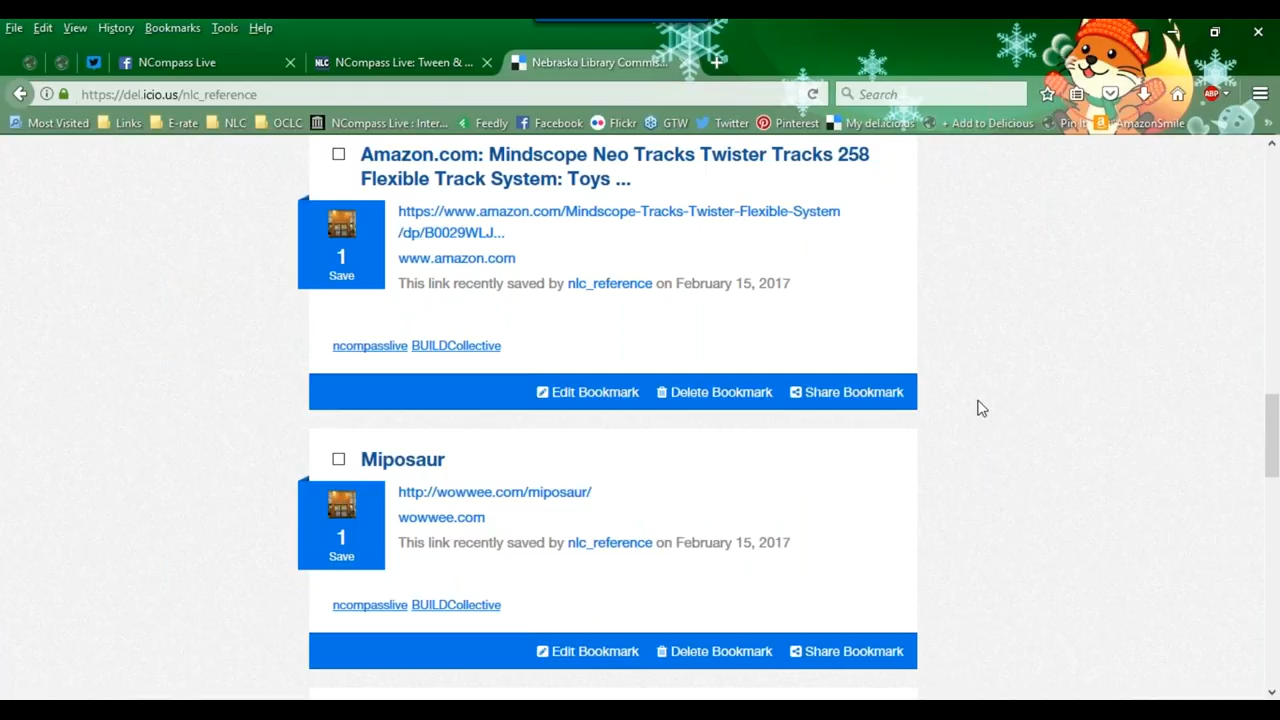 File Edit View History Bookmarks Tools Help
NCompass Live
NLC NCompass Live: Tween & ...
Nebraska Library Commis...
https://del.icio.us/nlc_reference
Search
ABP
Most Visited Links E-rate NLC OCLC NCompass Live : Inter... Feedly Facebook Flickr GTW Twitter Pinterest My del.icio.us + Add to Delicious Pin It AmazonSmile
Amazon.com: Mindscope Neo Tracks Twister Tracks 258
Flexible Track System: Toys ...
https://www.amazon.com/Mindscope-Tracks-Twister-Flexible-System
/dp/B0029WLJ...
www.amazon.com
1
Save
This link recently saved by nlc_reference on February 15, 2017
ncompasslive BUILDCollective
Edit Bookmark Delete Bookmark Share Bookmark
Miposaur
http://wowwee.com/miposaur/
wowwee.com
1
Save
This link recently saved by nlc_reference on February 15, 2017
ncompasslive BUILDCollective
Edit Bookmark Delete Bookmark Share Bookmark